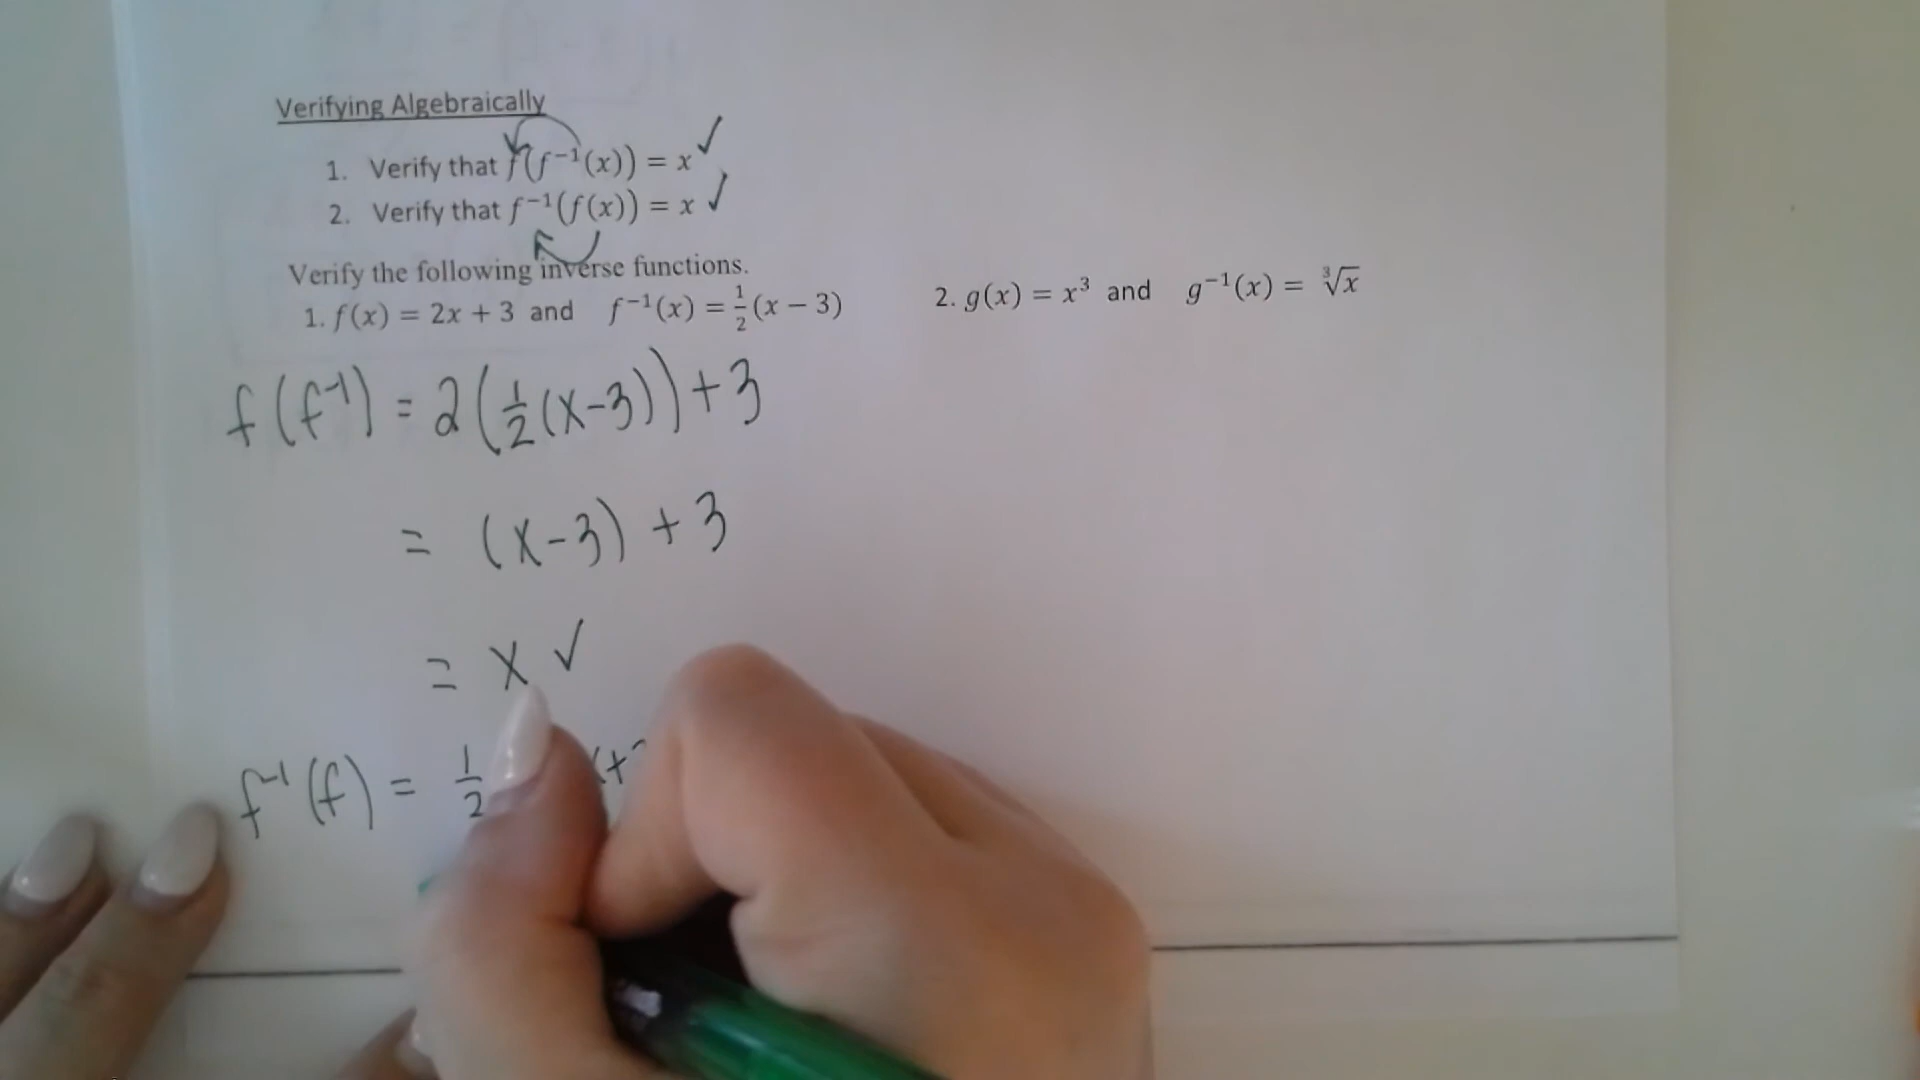 Verifying Algebraically
1. Verify that f(f⁻¹(x)) = x ✓
2. Verify that f⁻¹(f(x)) = x ✓
Verify the following inverse functions.
1. f(x) = 2x + 3 and f⁻¹(x) = 1/2(x − 3)
2. g(x) = x³ and g⁻¹(x) = ∛x
f(f⁻¹) = 2(1/2(x-3))+3
= (x-3) + 3
= x ✓
f⁻¹(f) = 1/2